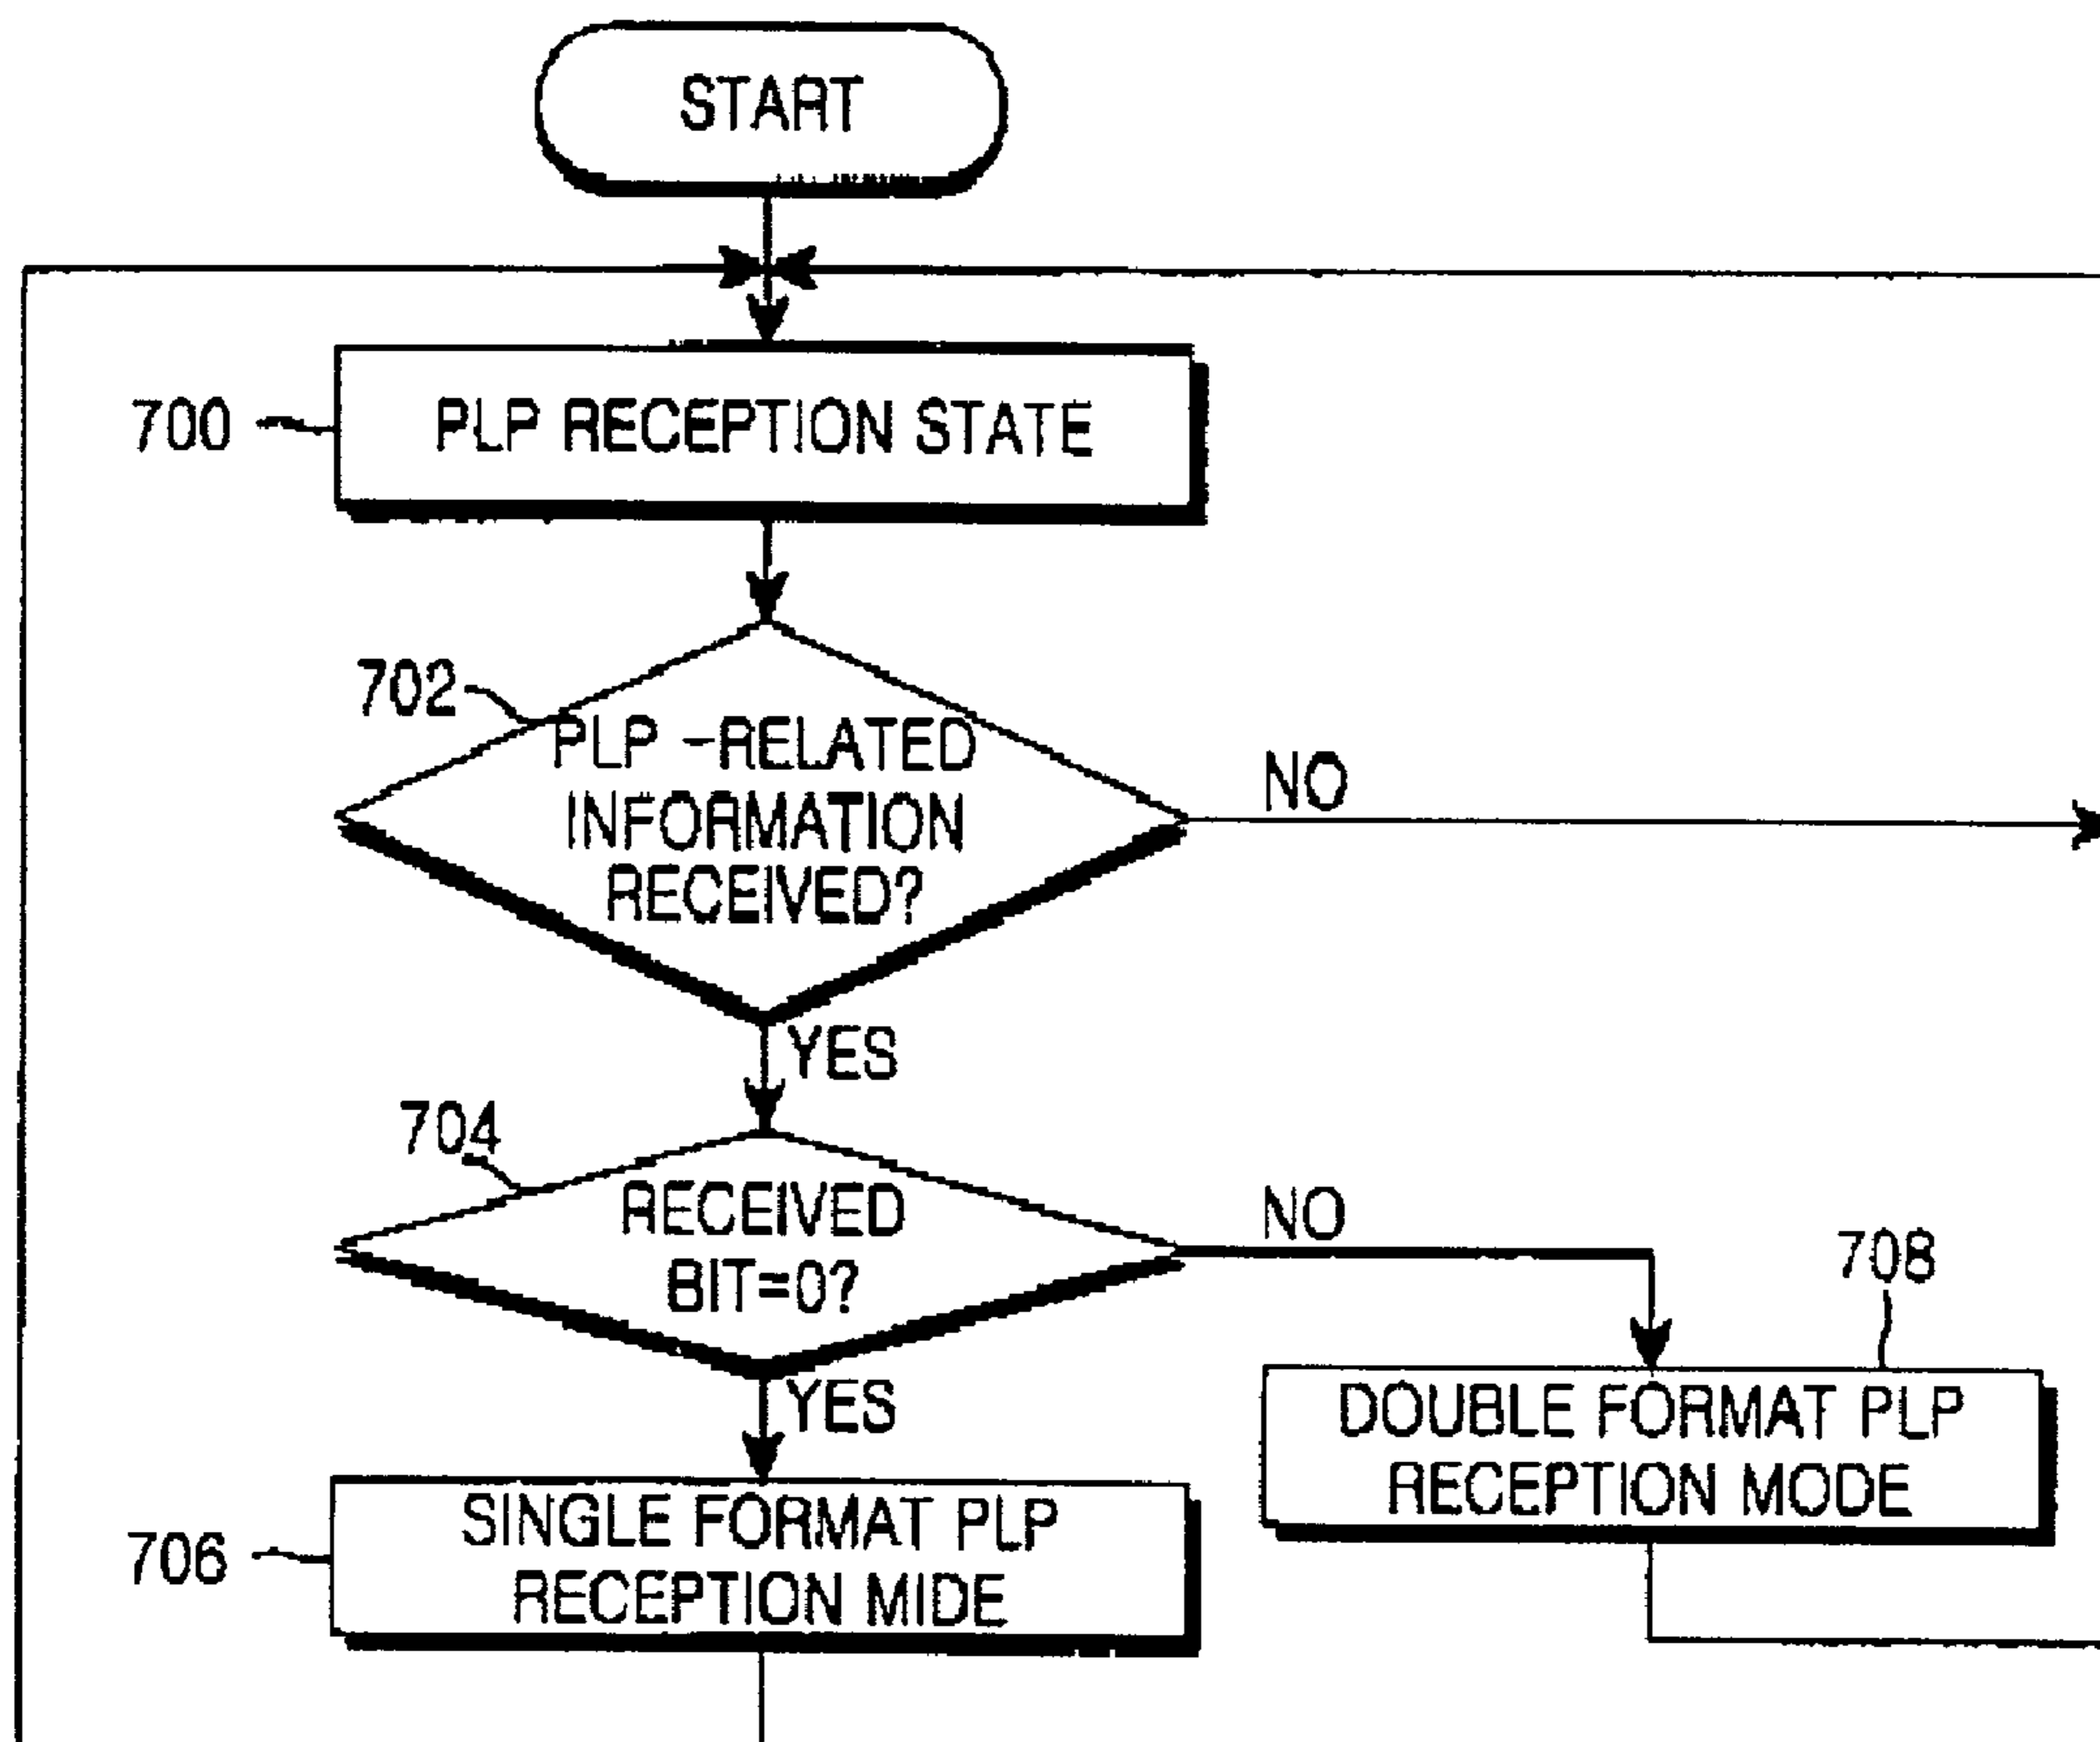 START
700
PLP RECEPTION STATE
702
PLP -RELATED
INFORMATION
RECEIVED?
NO
YES
704
RECEIVED
BIT=0?
NO
708
YES
DOUBLE FORMAT PLP
RECEPTION MODE
706
SINGLE FORMAT PLP
RECEPTION MIDE